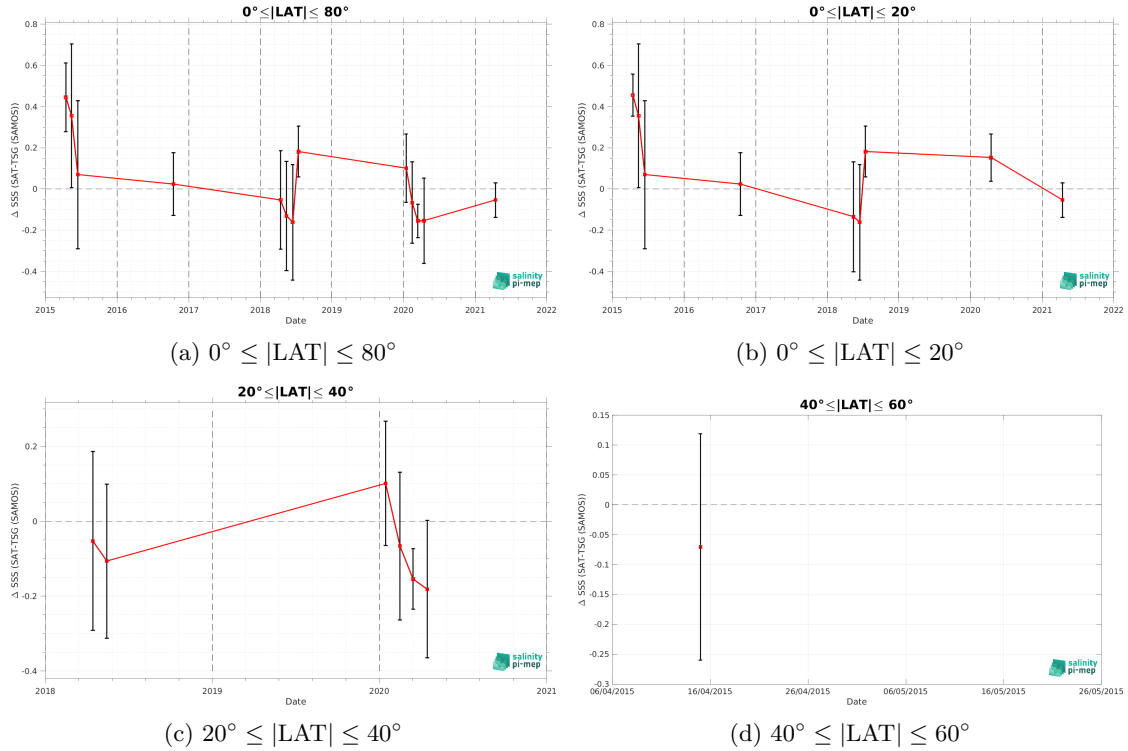 0°≤|LAT|≤ 80°
Δ SSS (SAT-TSG (SAMOS))
0.8
0.6
0.4
0.2
0
-0.2
-0.4
2015 2016 2017 2018 2019 2020 2021 2022
Date
salinity
pi-mep
(a) 0° ≤ |LAT| ≤ 80°
0°≤|LAT|≤ 20°
Δ SSS (SAT-TSG (SAMOS))
0.8
0.6
0.4
0.2
0
-0.2
-0.4
2015 2016 2017 2018 2019 2020 2021 2022
Date
salinity
pi-mep
(b) 0° ≤ |LAT| ≤ 20°
20°≤|LAT|≤ 40°
Δ SSS (SAT-TSG (SAMOS))
0.2
0
-0.2
-0.4
2018 2019 2020 2021
Date
salinity
pi-mep
(c) 20° ≤ |LAT| ≤ 40°
40°≤|LAT|≤ 60°
Δ SSS (SAT-TSG (SAMOS))
0.15
0.1
0.05
0
-0.05
-0.1
-0.15
-0.2
-0.25
-0.3
06/04/2015 16/04/2015 26/04/2015 06/05/2015 16/05/2015 26/05/2015
Date
salinity
pi-mep
(d) 40° ≤ |LAT| ≤ 60°